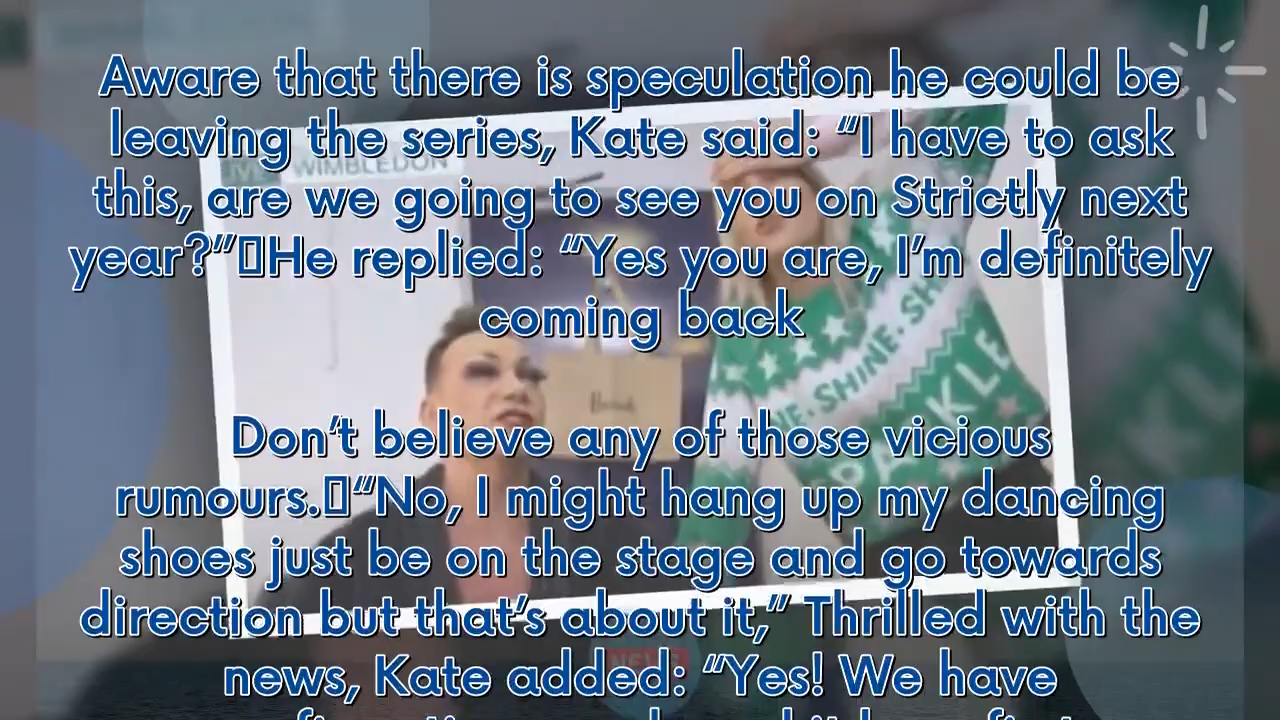 Aware that there is speculation he could be
leaving the series, Kate said: “I have to ask
this, are we going to see you on Strictly next
year?”▯He replied: “Yes you are, I’m definitely
coming back
Don’t believe any of those vicious
rumours.▯“No, I might hang up my dancing
shoes just be on the stage and go towards
direction but that’s about it,” Thrilled with the
news, Kate added: “Yes! We have
WIMBLEDON
SHINE
NEWS